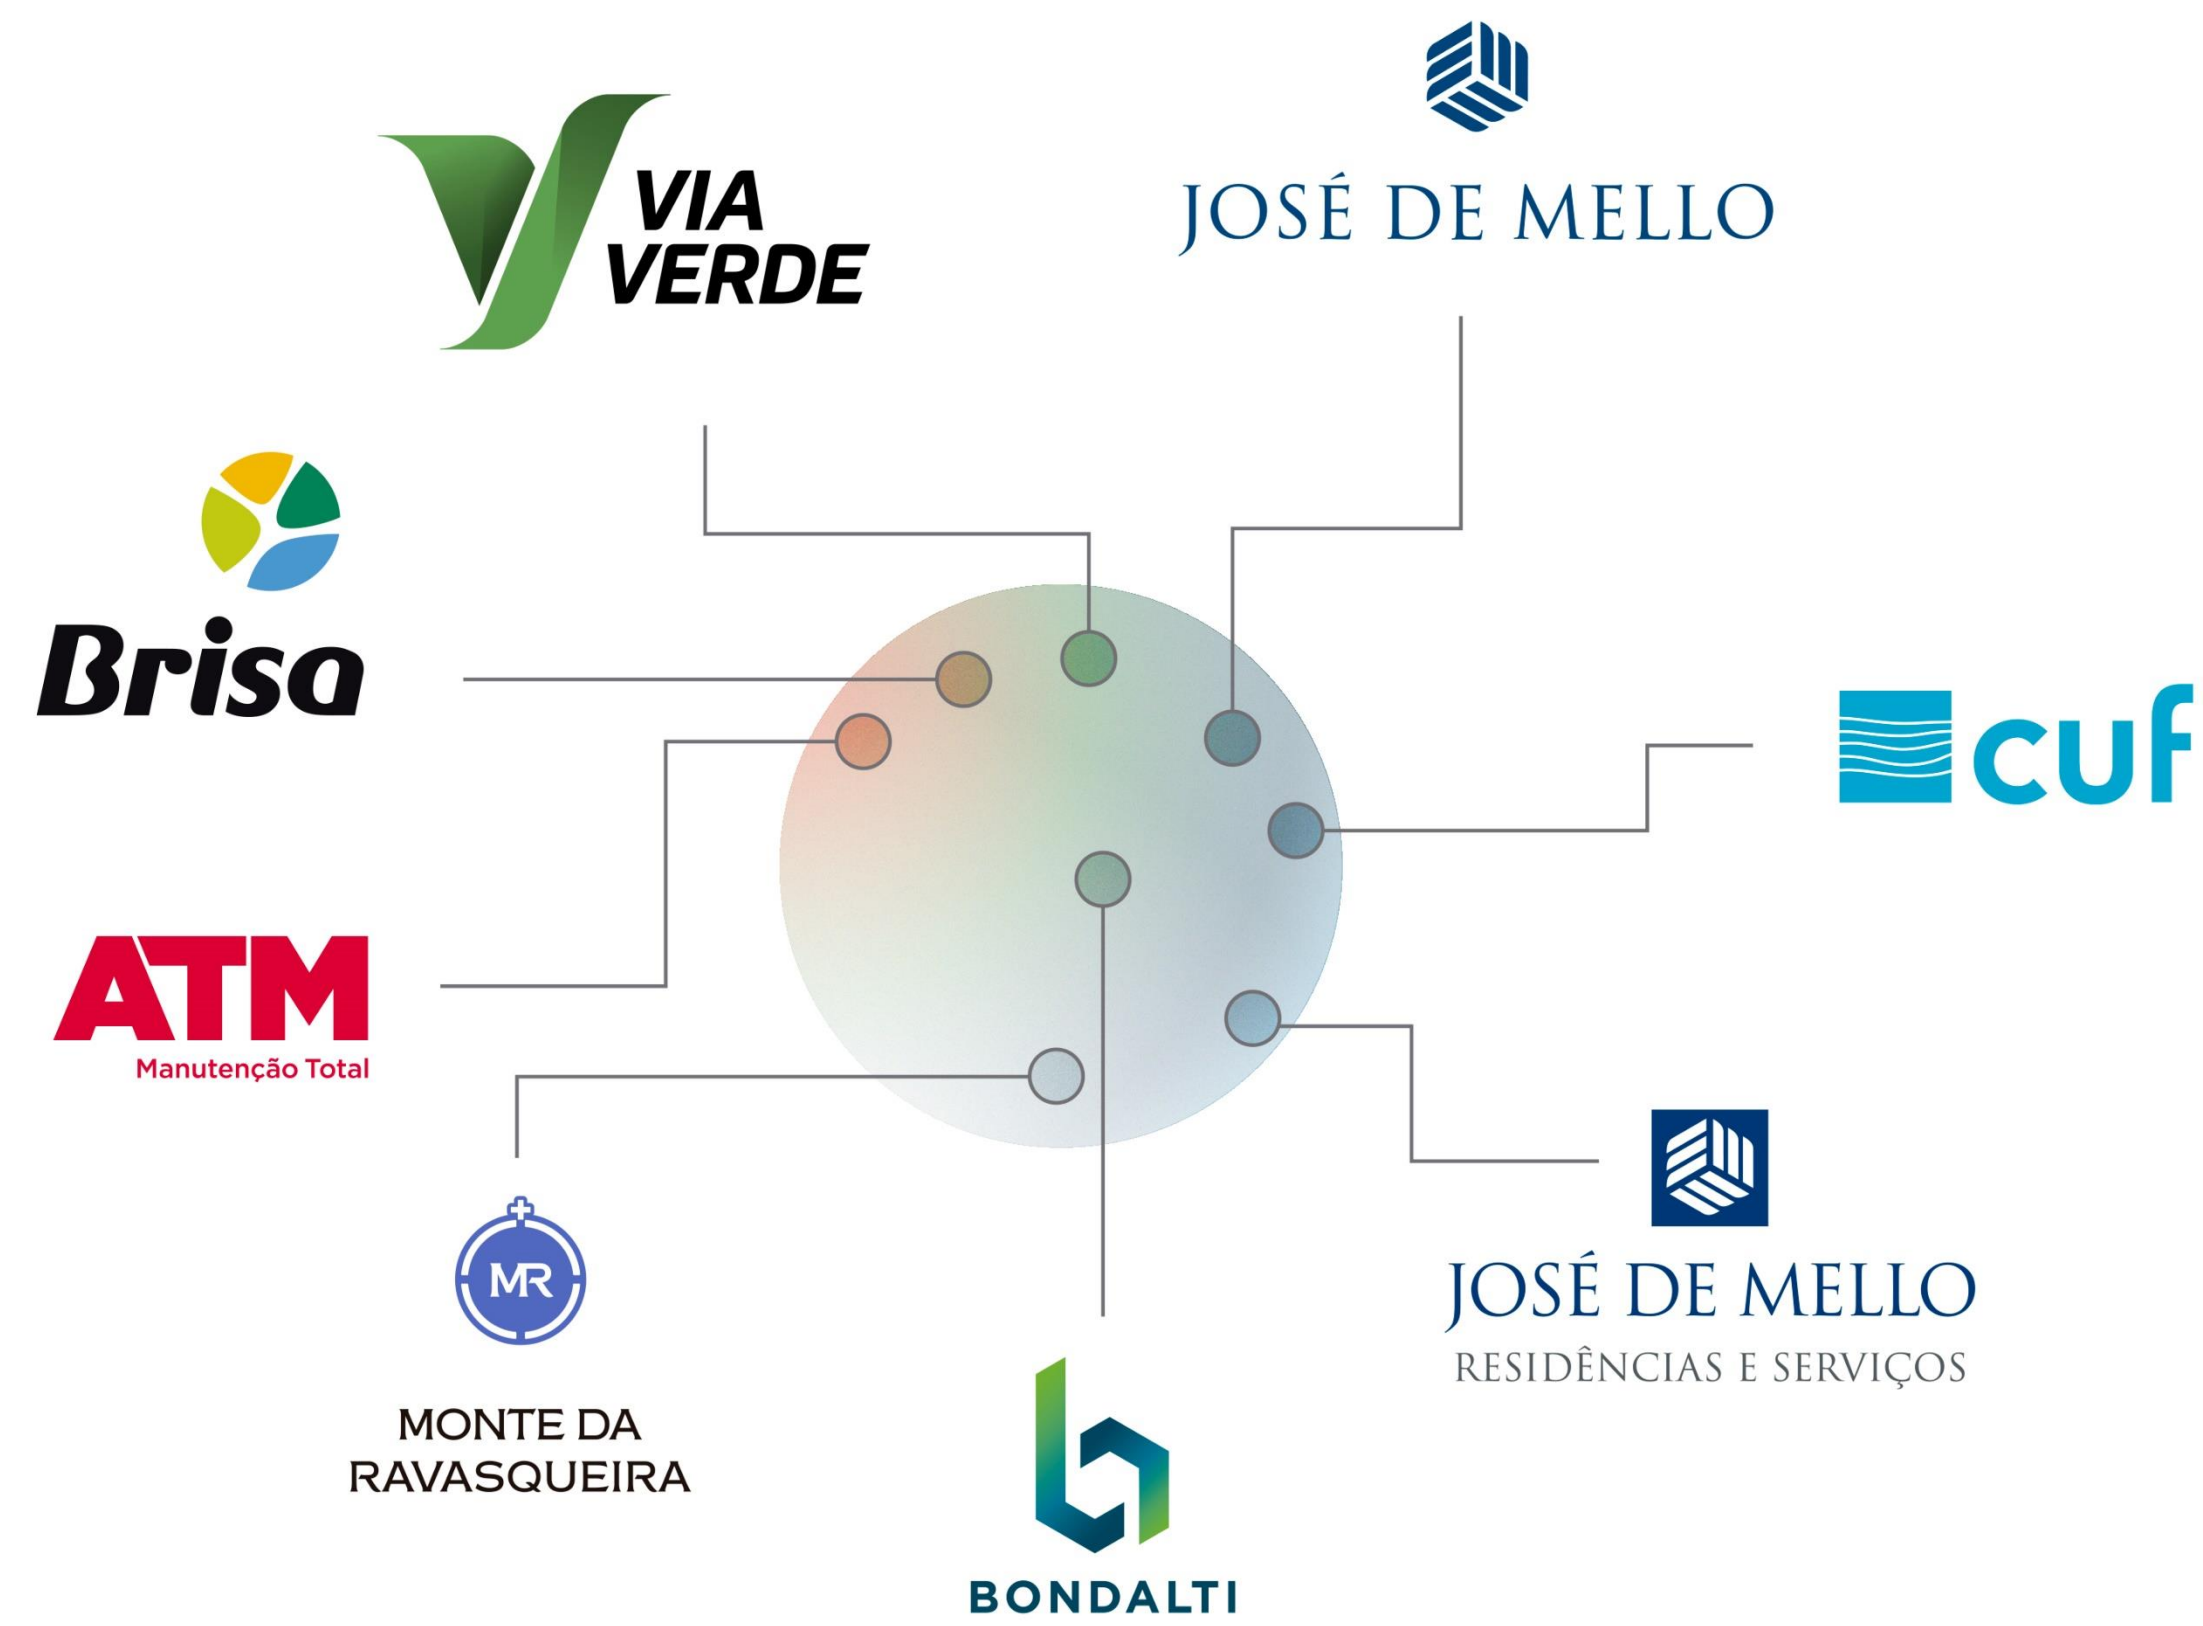 JOSÉ DE MELLO
VIA
VERDE
Brisa
cuf
ATM
Manutenção Total
MR
MONTE DA
RAVASQUEIRA
JOSÉ DE MELLO
RESIDÊNCIAS E SERVIÇOS
BONDALTI